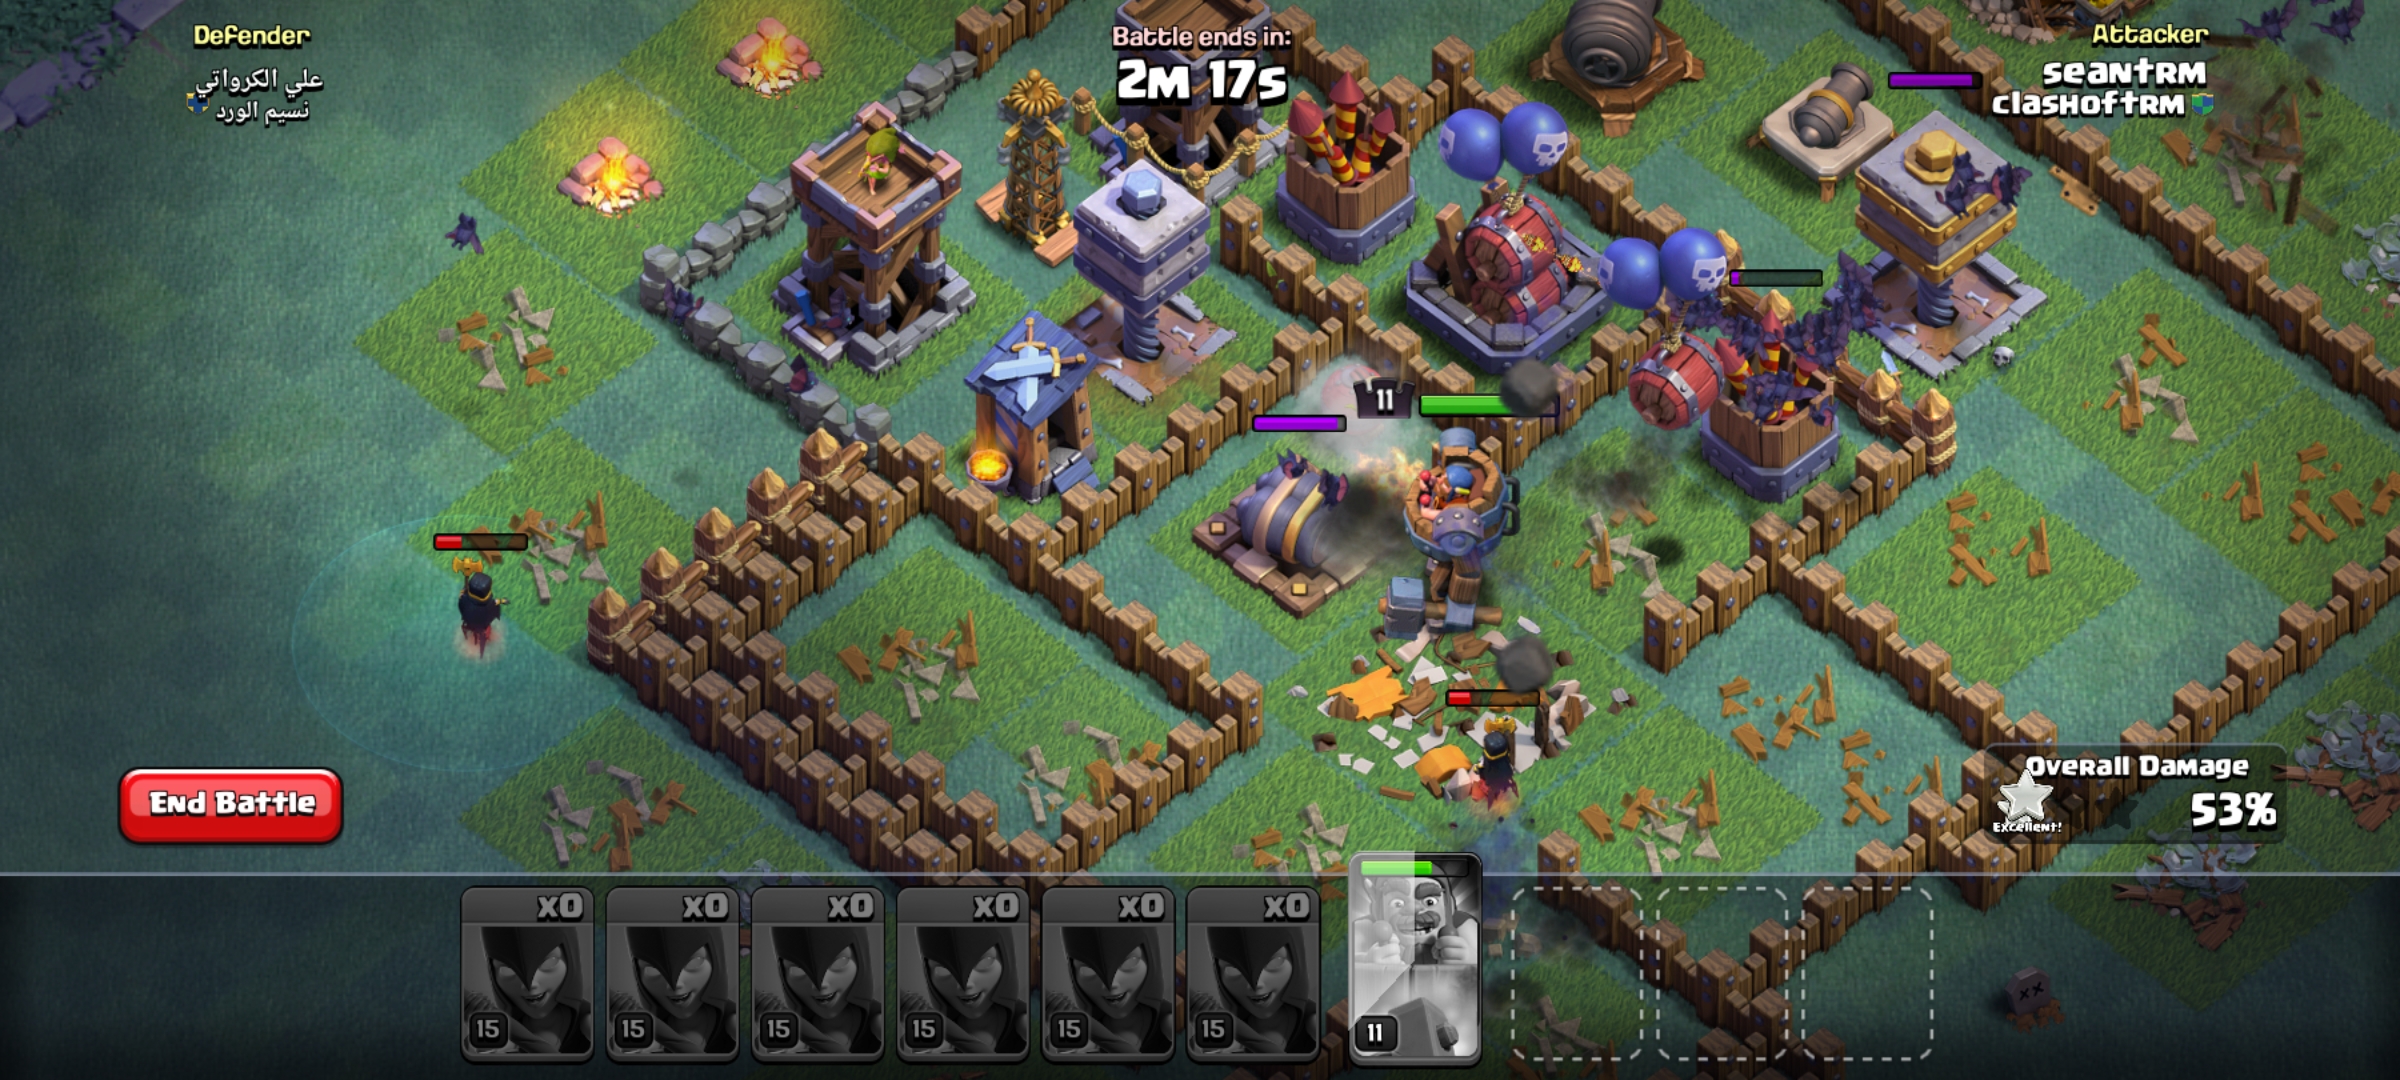 Defender
علي الكرواتي
نسيم الورد
Battle ends in:
2M 17s
Attacker
seantrm
clashoftrm
11
End Battle
Overall Damage
Excellent!
53%
x0 x0 x0 x0 x0 x0
15 15 15 15 15 15 11